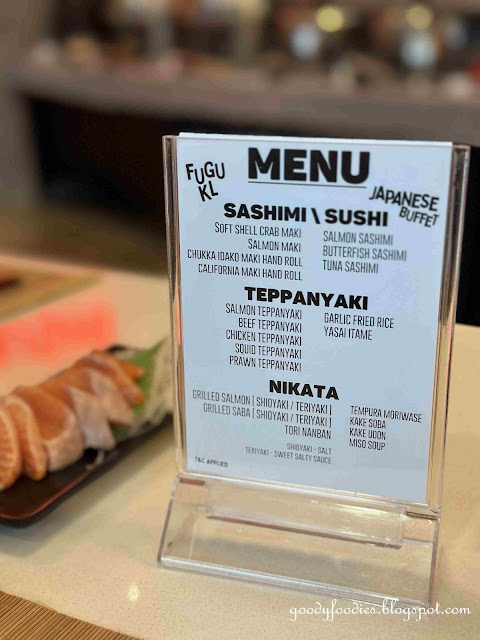 FUGU
KL
MENU
JAPANESE
BUFFET
SASHIMI \ SUSHI
SOFT SHELL CRAB MAKI
SALMON MAKI
CHUKKA IDAKO MAKI HAND ROLL
CALIFORNIA MAKI HAND ROLL
SALMON SASHIMI
BUTTERFISH SASHIMI
TUNA SASHIMI
TEPPANYAKI
SALMON TEPPANYAKI
BEEF TEPPANYAKI
CHICKEN TEPPANYAKI
SQUID TEPPANYAKI
PRAWN TEPPANYAKI
GARLIC FRIED RICE
YASAI ITAME
NIKATA
GRILLED SALMON [ SHIOYAKI / TERIYAKI ]
GRILLED SABA [ SHIOYAKI / TERIYAKI ]
TORI NANBAN
TEMPURA MORIWASE
KAKE SOBA
KAKE UDON
MISO SOUP
SHIOYAKI - SALT
TERIYAKI - SWEET SALTY SAUCE
T&C APPLIED
goodyfoodies.blogspot.com